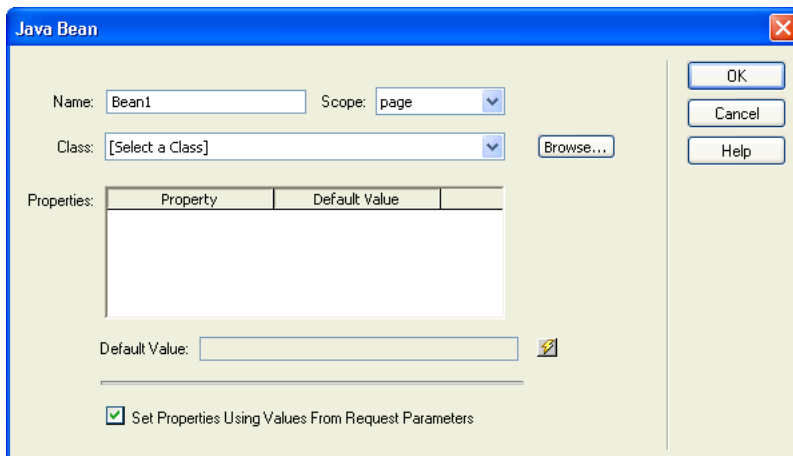 Java Bean
Name: Bean1 Scope: page
OK
Cancel
Class: [Select a Class] Browse...
Help
Properties: Property Default Value
Default Value:
Set Properties Using Values From Request Parameters